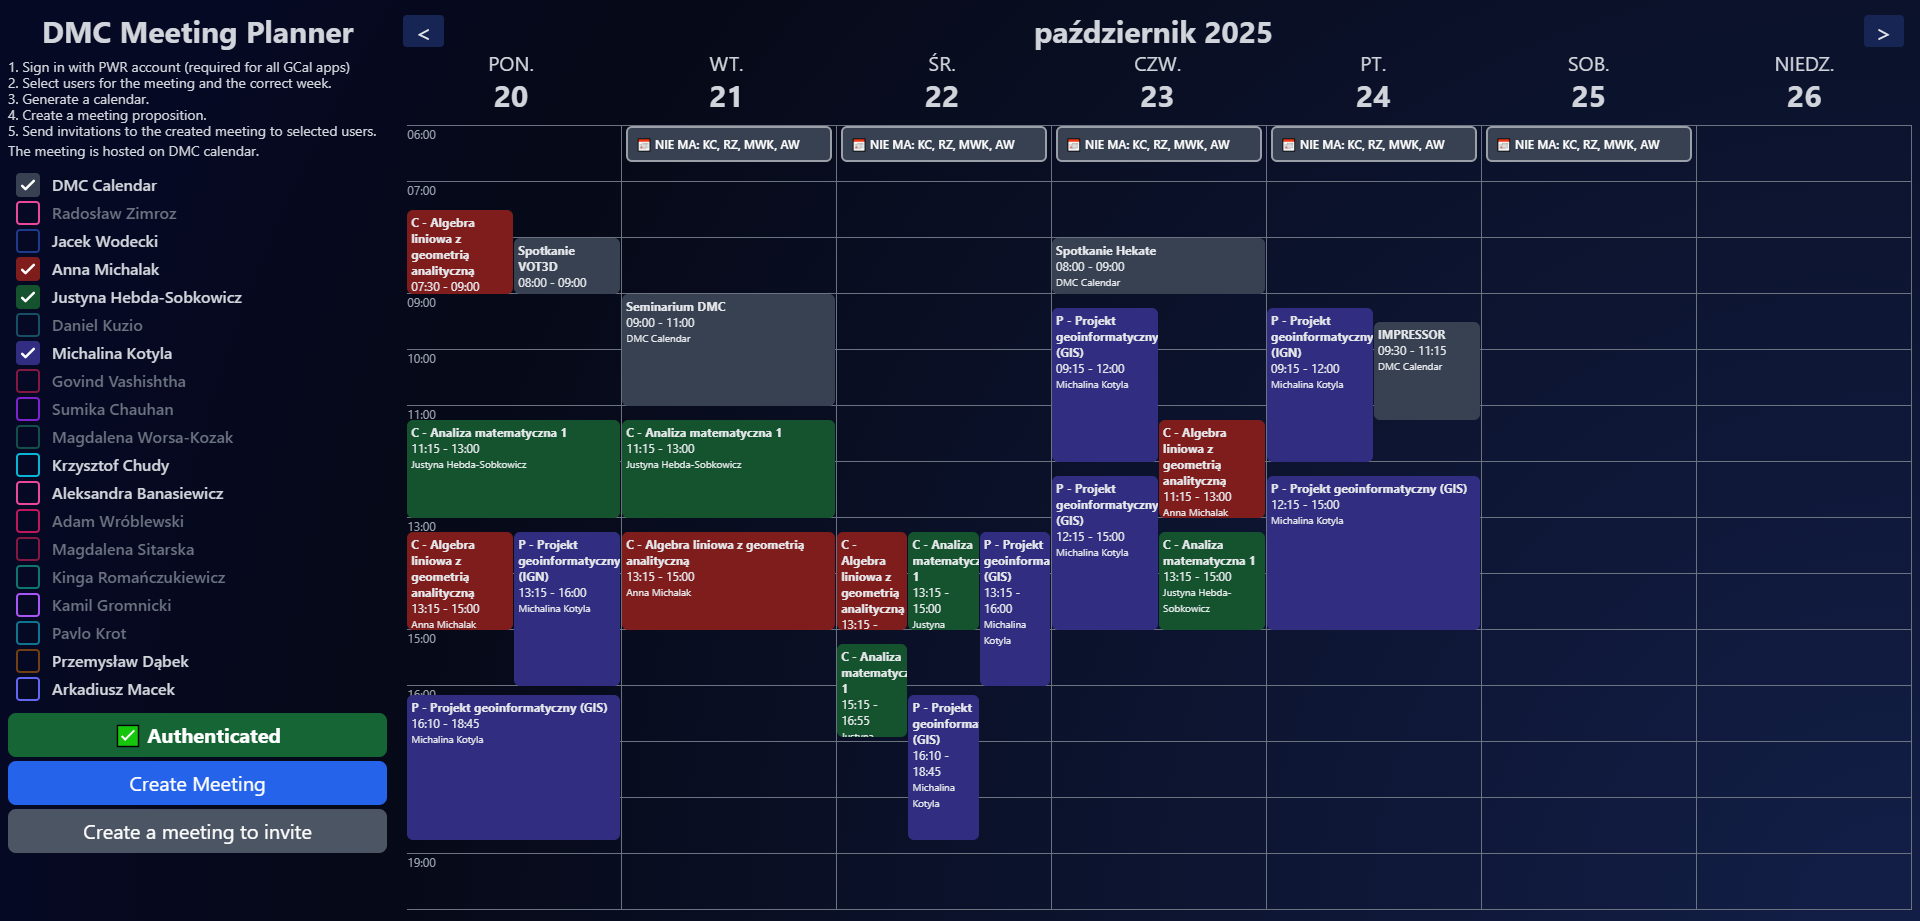 DMC Meeting Planner
1. Sign in with PWR account (required for all GCal apps)
2. Select users for the meeting and the correct week.
3. Generate a calendar.
4. Create a meeting proposition.
5. Send invitations to the created meeting to selected users.
The meeting is hosted on DMC calendar.
DMC Calendar
Radosław Zimroz
Jacek Wodecki
Anna Michalak
Justyna Hebda-Sobkowicz
Daniel Kuzio
Michalina Kotyla
Govind Vashishtha
Sumika Chauhan
Magdalena Worsa-Kozak
Krzysztof Chudy
Aleksandra Banasiewicz
Adam Wróblewski
Magdalena Sitarska
Kinga Romańczukiewicz
Kamil Gromnicki
Pavlo Krot
Przemysław Dąbek
Arkadiusz Macek
Authenticated
Create Meeting
Create a meeting to invite
<
październik 2025
>
PON.
20
WT.
21
ŚR.
22
CZW.
23
PT.
24
SOB.
25
NIEDZ.
26
06:00
07:00
09:00
10:00
11:00
13:00
15:00
16:00
19:00
C - Algebra
liniowa z
geometrią
analityczną
07:30 - 09:00
Spotkanie
VOT3D
08:00 - 09:00
C - Analiza matematyczna 1
11:15 - 13:00
Justyna Hebda-Sobkowicz
C - Algebra
liniowa z
geometrią
analityczną
13:15 - 15:00
Anna Michalak
P - Projekt
geoinformatyczny
(IGN)
13:15 - 16:00
Michalina Kotyla
P - Projekt geoinformatyczny (GIS)
16:10 - 18:45
Michalina Kotyla
NIE MA: KC, RZ, MWK, AW
Seminarium DMC
09:00 - 11:00
DMC Calendar
C - Analiza matematyczna 1
11:15 - 13:00
Justyna Hebda-Sobkowicz
C - Algebra liniowa z geometrią
analityczną
13:15 - 15:00
Anna Michalak
NIE MA: KC, RZ, MWK, AW
C -
Algebra
liniowa z
geometrią
analityczną
13:15 -
C - Analiza
matematycz
1
13:15 -
15:00
Justyna
P - Projekt
geoinforma
(GIS)
13:15 -
16:00
Michalina
Kotyla
C - Analiza
matematycz
1
15:15 -
16:55
Justyna
P - Projekt
geoinforma
(GIS)
16:10 -
18:45
Michalina
Kotyla
NIE MA: KC, RZ, MWK, AW
Spotkanie Hekate
08:00 - 09:00
DMC Calendar
P - Projekt
geoinformatyczny
(GIS)
09:15 - 12:00
Michalina Kotyla
C - Algebra
liniowa z
geometrią
analityczną
11:15 - 13:00
Anna Michalak
P - Projekt
geoinformatyczny
(GIS)
12:15 - 15:00
Michalina Kotyla
C - Analiza
matematyczna 1
13:15 - 15:00
Justyna Hebda-
Sobkowicz
NIE MA: KC, RZ, MWK, AW
P - Projekt
geoinformatyczny
(IGN)
09:15 - 12:00
Michalina Kotyla
IMPRESSOR
09:30 - 11:15
DMC Calendar
P - Projekt geoinformatyczny (GIS)
12:15 - 15:00
Michalina Kotyla
NIE MA: KC, RZ, MWK, AW